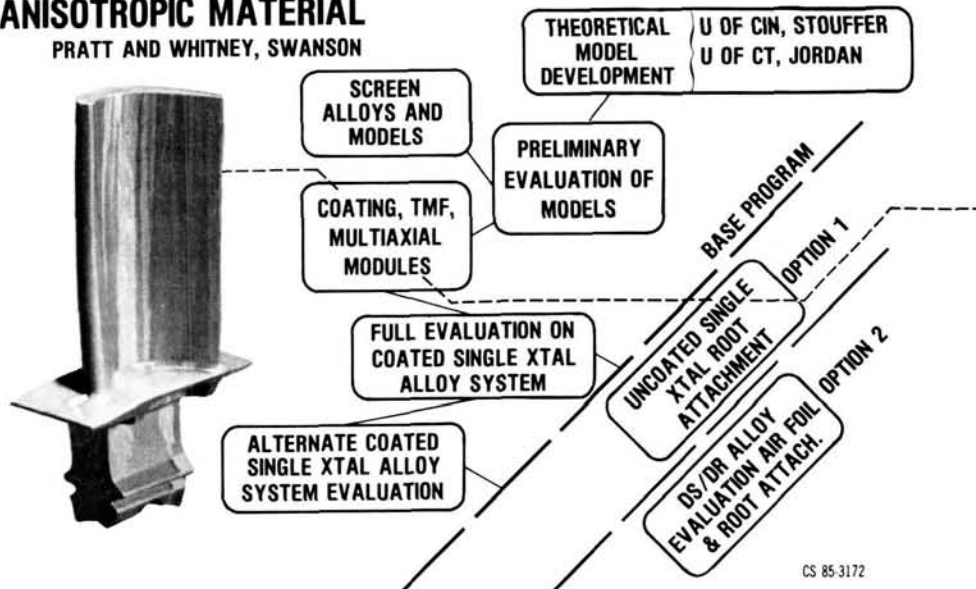 ANISOTROPIC MATERIAL
PRATT AND WHITNEY, SWANSON
THEORETICAL
MODEL
DEVELOPMENT
U OF CIN, STOUFFER
U OF CT, JORDAN
SCREEN
ALLOYS AND
MODELS
PRELIMINARY
EVALUATION OF
MODELS
COATING, TMF,
MULTIAXIAL
MODULES
FULL EVALUATION ON
COATED SINGLE XTAL
ALLOY SYSTEM
ALTERNATE COATED
SINGLE XTAL ALLOY
SYSTEM EVALUATION
BASE PROGRAM
OPTION 1
UNCOATED SINGLE
XTAL ROOT
ATTACHMENT
OPTION 2
DS/DR ALLOY
EVALUATION AIR FOIL
& ROOT ATTACH.
CS 85-3172